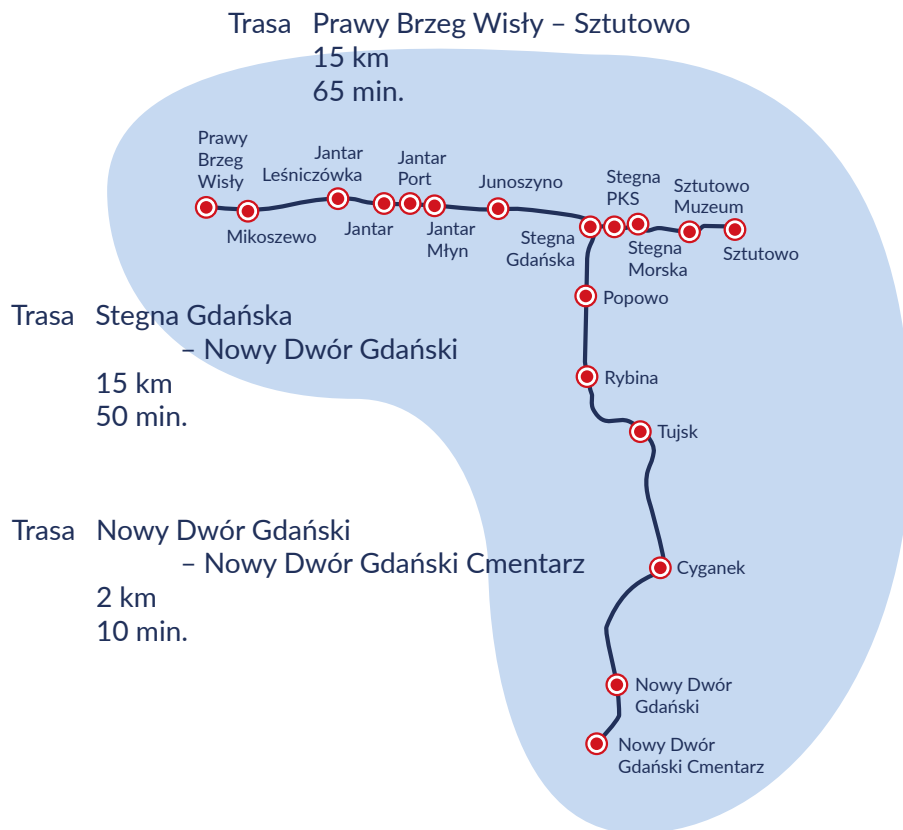 Trasa Prawy Brzeg Wisły – Sztutowo
15 km
65 min.
Prawy
Brzeg
Wisły
Mikoszewo
Jantar
Leśniczówka
Jantar
Jantar
Port
Jantar
Młyn
Junoszyno
Stegna
Gdańska
Stegna
PKS
Stegna
Morska
Sztutowo
Muzeum
Sztutowo
Popowo
Trasa Stegna Gdańska
– Nowy Dwór Gdański
15 km
50 min.
Rybina
Tujsk
Trasa Nowy Dwór Gdański
– Nowy Dwór Gdański Cmentarz
2 km
10 min.
Cyganek
Nowy Dwór
Gdański
Nowy Dwór
Gdański Cmentarz